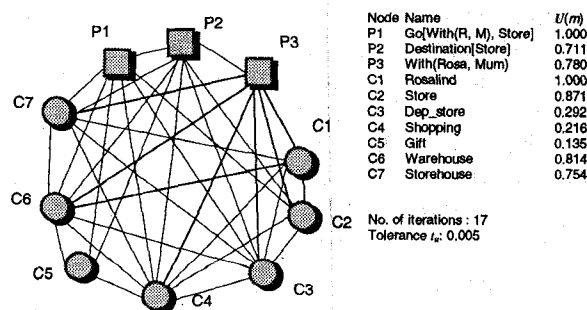 P1
P2
P3
C7
C1
C6
C2
C5
C4
C3
Node Name U(m)
P1 Go[With(R, M), Store] 1.000
P2 Destination[Store] 0.711
P3 With(Rosa, Mum) 0.780
C1 Rosalind 1.000
C2 Store 0.871
C3 Dep_store 0.292
C4 Shopping 0.216
C5 Gift 0.135
C6 Warehouse 0.814
C7 Storehouse 0.754
No. of iterations : 17
Tolerance : 0.005